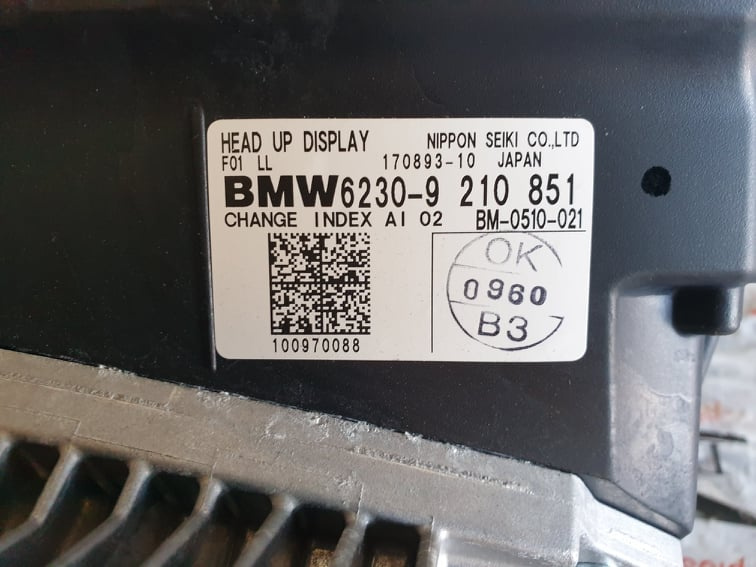 HEAD UP DISPLAY NIPPON SEIKI CO.,LTD
F01 LL 170893-10 JAPAN
BMW6230-9 210 851
CHANGE INDEX AI 02 BM-0510-021
OK
0960
B3
100970088